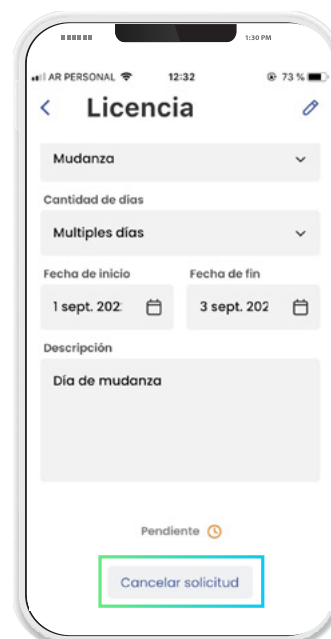 1:30 PM
AR PERSONAL 12:32 73 %
Licencia
Mudanza
Cantidad de días
Multiples días
Fecha de inicio Fecha de fin
1 sept. 202 3 sept. 202
Descripción
Día de mudanza
Pendiente
Cancelar solicitud